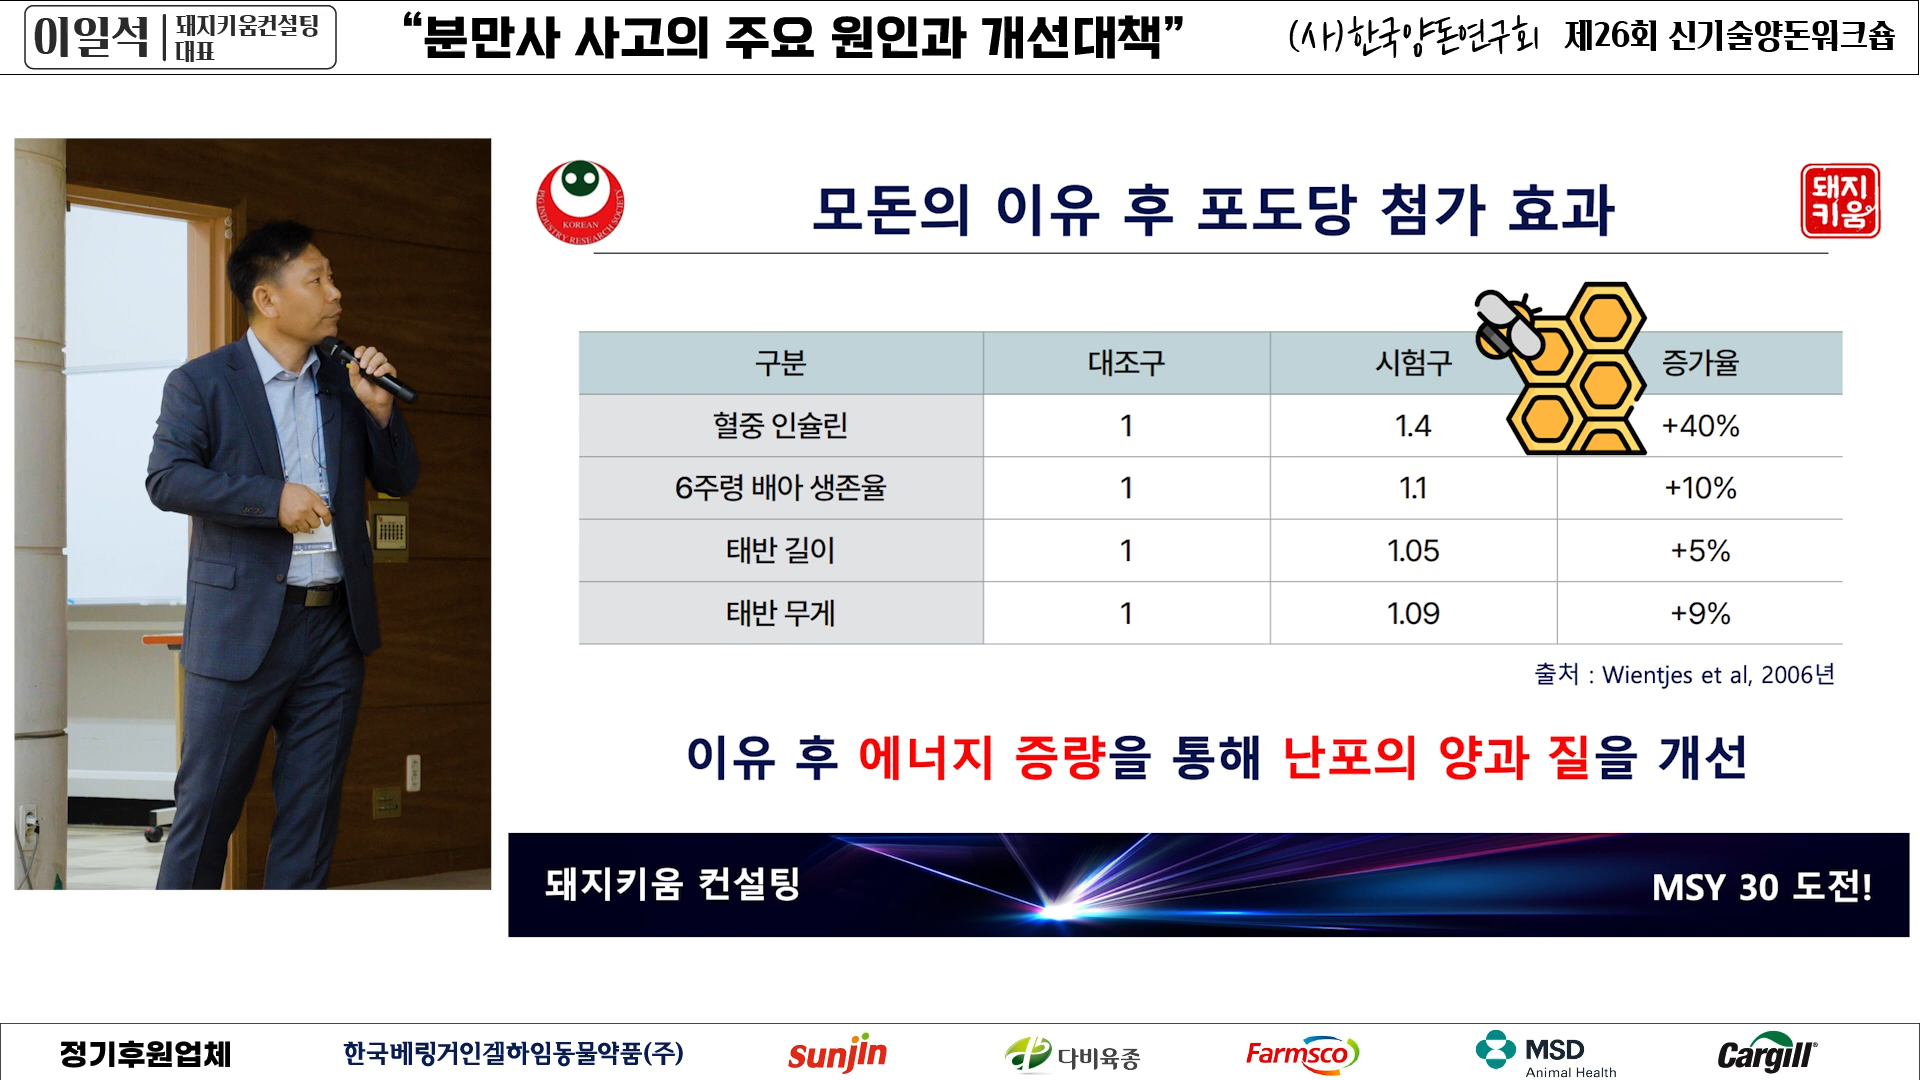 이일석
돼지키움컨설팅
대표
“분만사 사고의 주요 원인과 개선대책”
(사)한국양돈연구회 제26회 신기술양돈워크숍
PIG INDUSTRY RESEARCH SOCIETY
KOREAN
모돈의 이유 후 포도당 첨가 효과
돼지
키움
구분 대조구 시험구 증가율
혈중 인슐린 1 1.4 +40%
6주령 배아 생존율 1 1.1 +10%
태반 길이 1 1.05 +5%
태반 무게 1 1.09 +9%
출처 : Wientjes et al, 2006년
이유 후 에너지 증량을 통해 난포의 양과 질을 개선
돼지키움 컨설팅
MSY 30 도전!
정기후원업체
한국베링거인겔하임동물약품(주)
sunjin
다비육종
Farmsco
MSD
Animal Health
Cargill